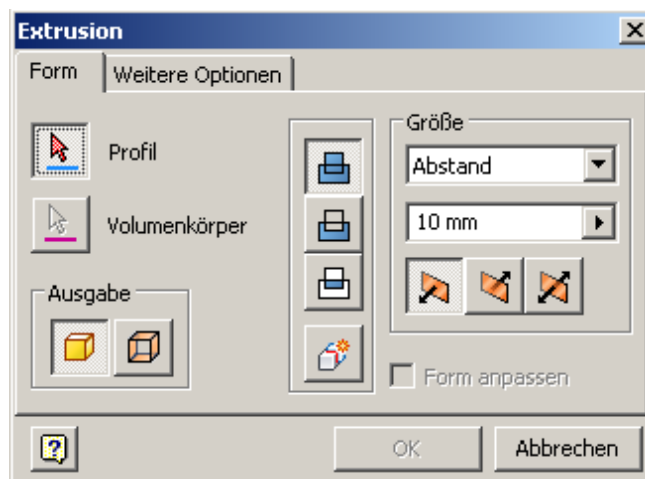 Extrusion
Form
Weitere Optionen
Profil
Volumenkörper
Ausgabe
Größe
Abstand
10 mm
Form anpassen
?
OK
Abbrechen